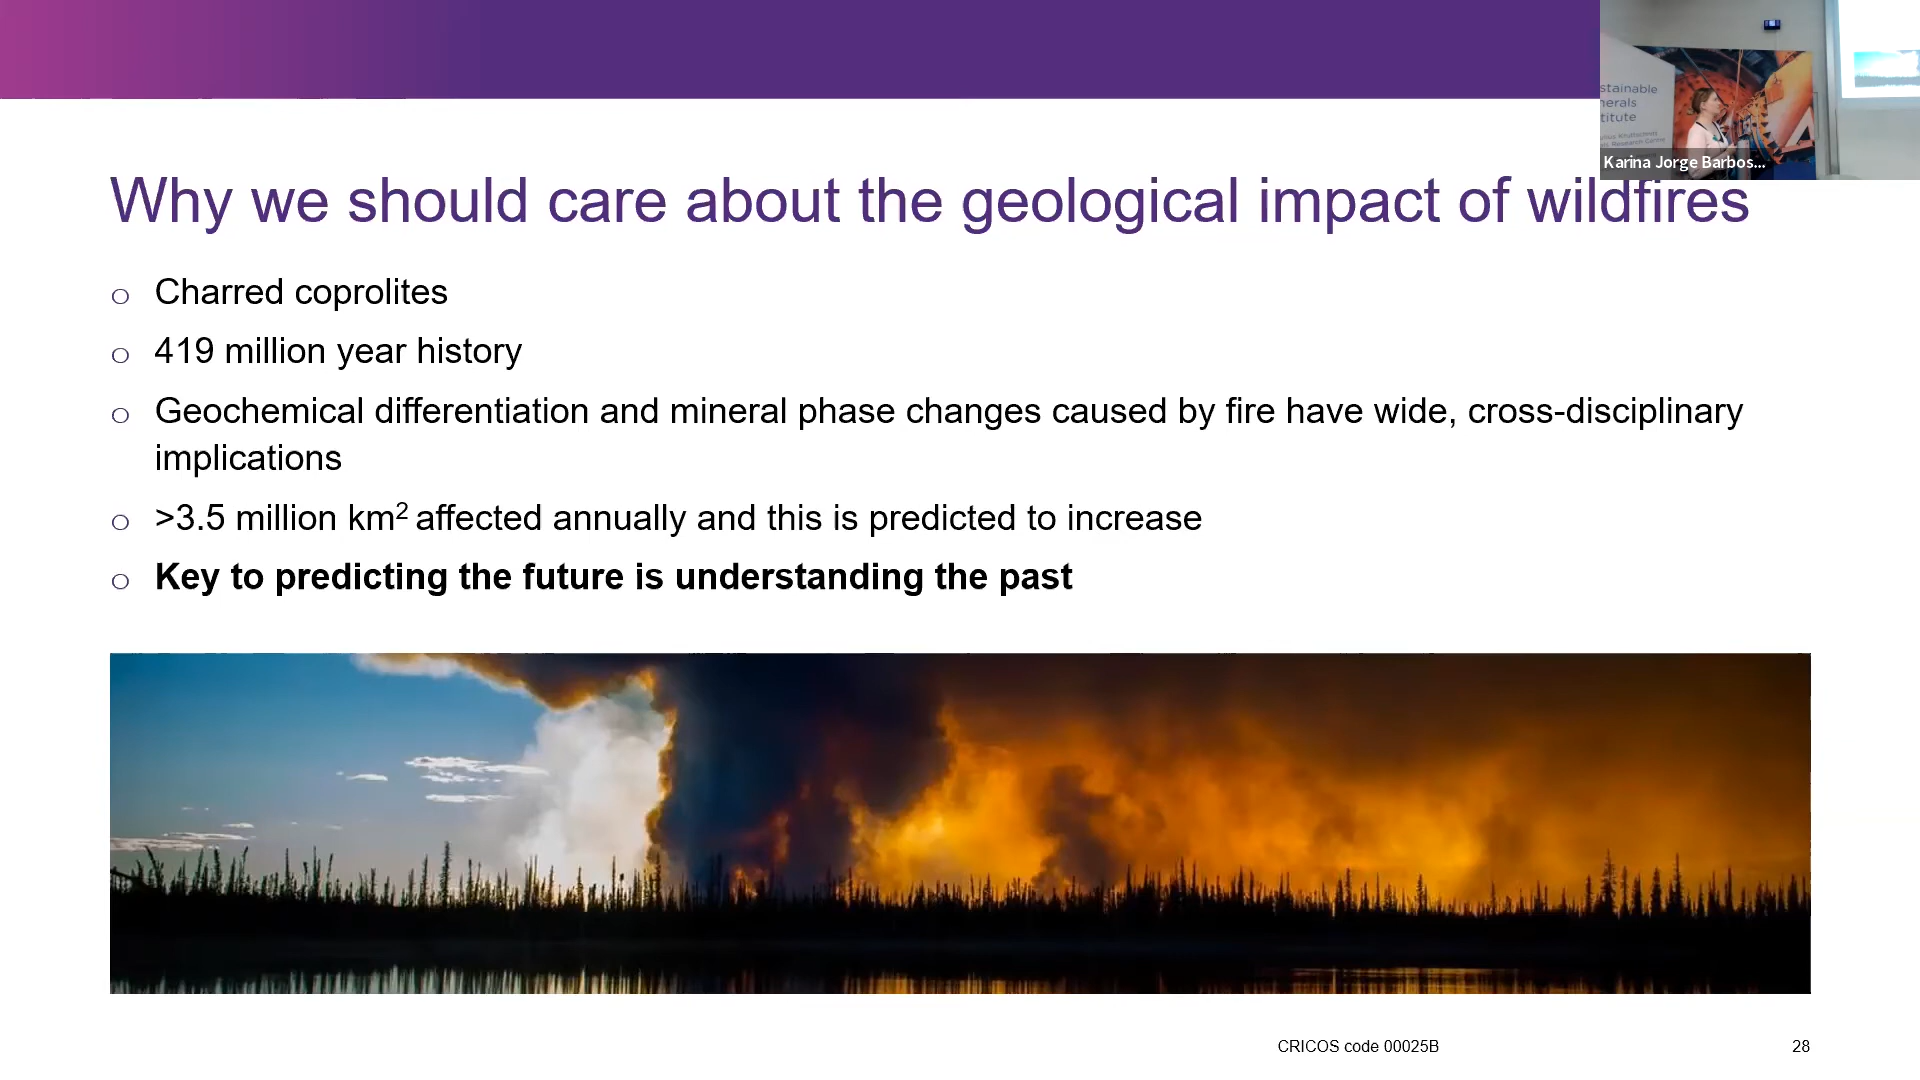 stainable
nerals
titute
Karina Jorge Barbos...
Why we should care about the geological impact of wildfires
o Charred coprolites
o 419 million year history
o Geochemical differentiation and mineral phase changes caused by fire have wide, cross-disciplinary
implications
o >3.5 million km² affected annually and this is predicted to increase
o Key to predicting the future is understanding the past
CRICOS code 00025B
28